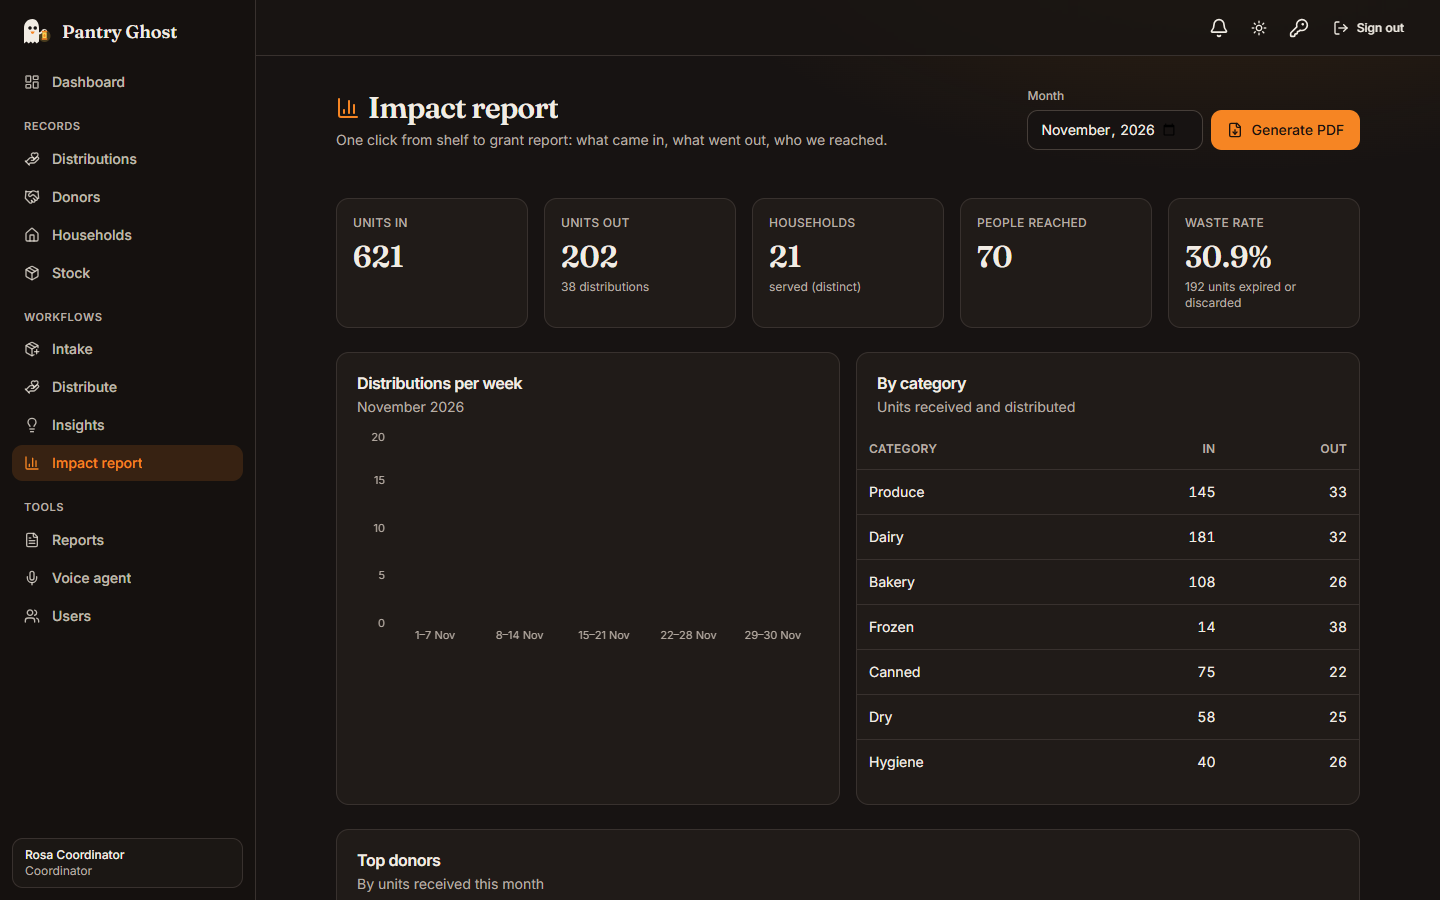 Pantry Ghost
Dashboard
RECORDS
Distributions
Donors
Households
Stock
WORKFLOWS
Intake
Distribute
Insights
Impact report
TOOLS
Reports
Voice agent
Users
Rosa Coordinator
Coordinator
Sign out
Impact report
One click from shelf to grant report: what came in, what went out, who we reached.
Month
November, 2026
Generate PDF
UNITS IN
621
UNITS OUT
202
38 distributions
HOUSEHOLDS
21
served (distinct)
PEOPLE REACHED
70
WASTE RATE
30.9%
192 units expired or
discarded
Distributions per week
November 2026
20
15
10
5
0
1–7 Nov 8–14 Nov 15–21 Nov 22–28 Nov 29–30 Nov
By category
Units received and distributed
CATEGORY IN OUT
Produce 145 33
Dairy 181 32
Bakery 108 26
Frozen 14 38
Canned 75 22
Dry 58 25
Hygiene 40 26
Top donors
By units received this month